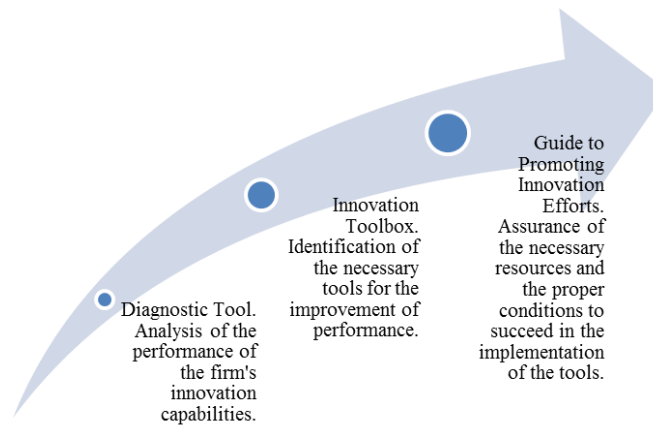 Diagnostic Tool.
Analysis of the
performance of
the firm's
innovation
capabilities.
Innovation
Toolbox.
Identification of
the necessary
tools for the
improvement of
performance.
Guide to
Promoting
Innovation
Efforts.
Assurance of
the necessary
resources and
the proper
conditions to
succeed in the
implementation
of the tools.